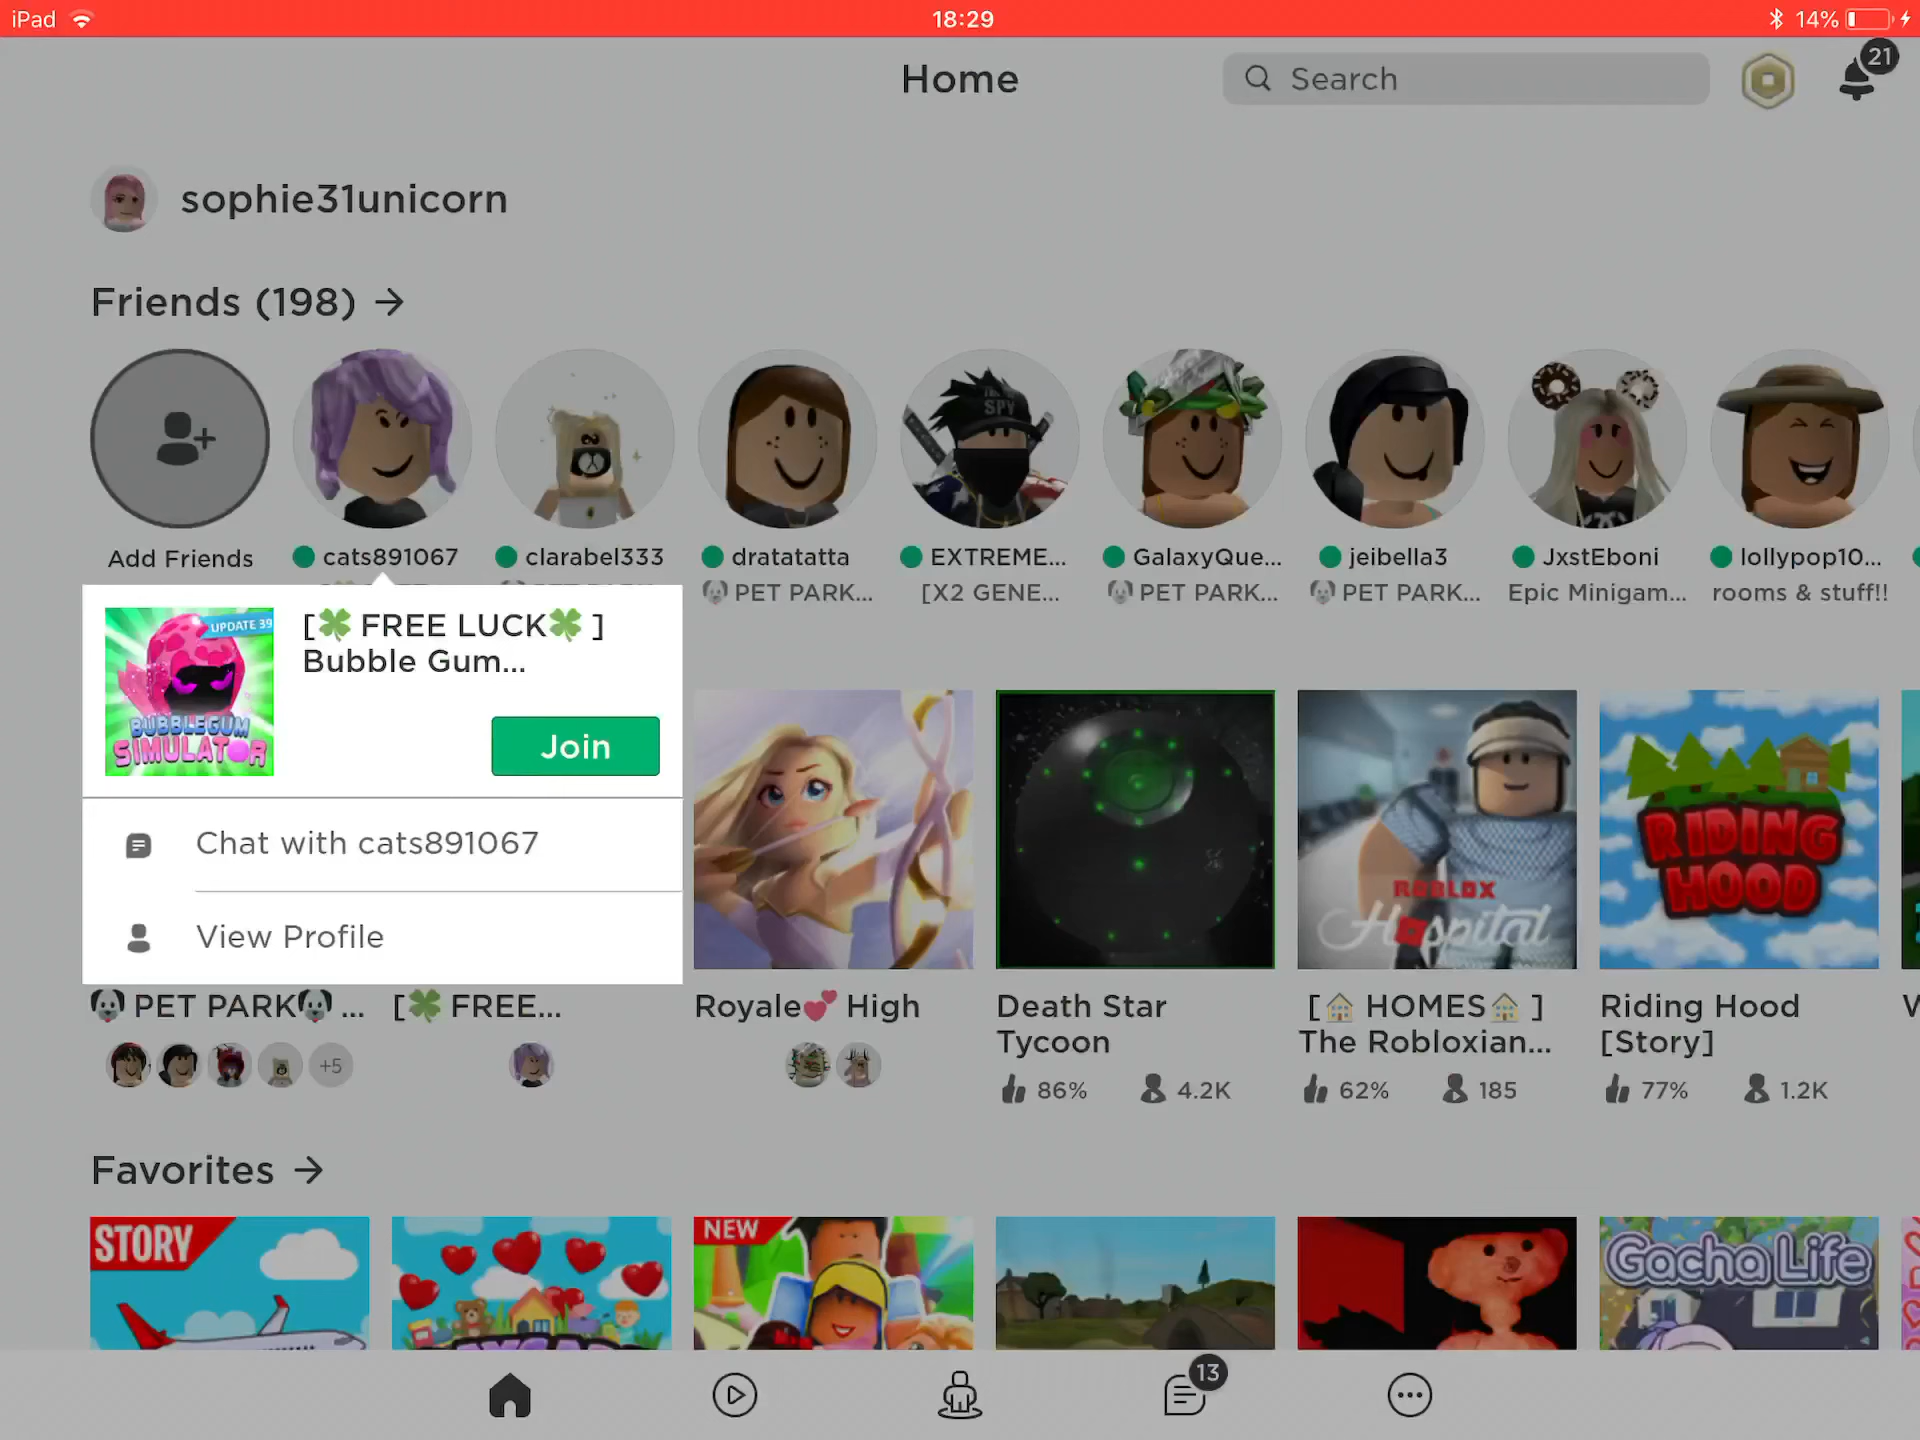 iPad
18:29
14%
Home
Search
21
sophie31unicorn
Friends (198)
SPY
Add Friends
cats891067
clarabel333
dratatatta
EXTREME...
GalaxyQue...
jeibella3
JxstEboni
lollypop10...
PET PARK...
[X2 GENE...
PET PARK...
PET PARK...
Epic Minigam...
rooms & stuff!!
UPDATE 39
BUBBLEGUM
SIMULATOR
[🍀 FREE LUCK🍀 ]
Bubble Gum...
Join
Chat with cats891067
View Profile
ROBLOX
Hospital
RIDING
HOOD
PET PARK🐶 ...
[🍀 FREE...
Royale💕 High
Death Star
Tycoon
[🏠 HOMES🏠 ]
The Robloxian...
Riding Hood
[Story]
+5
86%
4.2K
62%
185
77%
1.2K
Favorites
STORY
NEW
Gacha Life
13